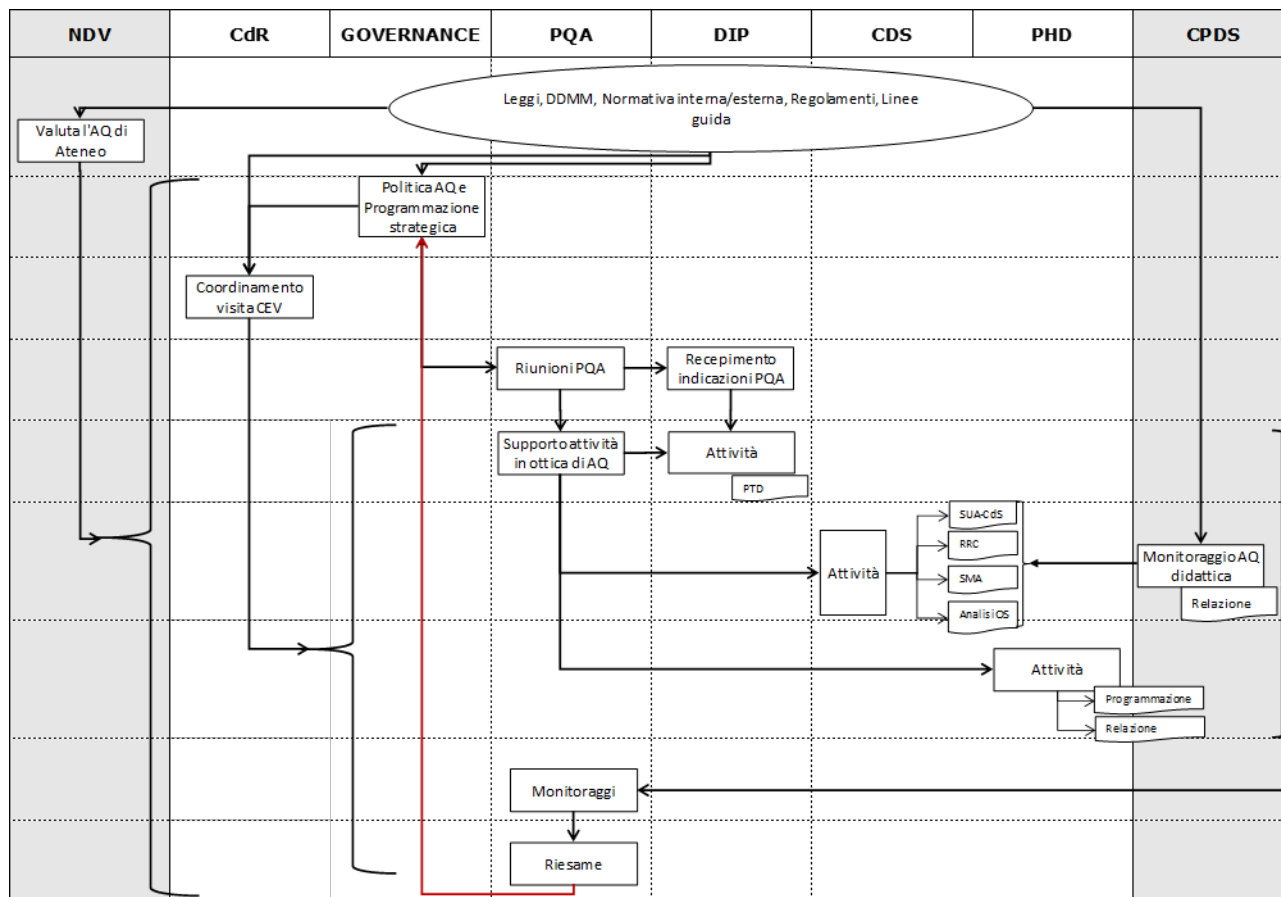 NDV
CdR
GOVERNANCE
PQA
DIP
CDS
PHD
CPDS
Leggi, DDMM, Normativa interna/esterna, Regolamenti, Linee
guida
Valuta l'AQ di
Ateneo
Politica AQ e
Programmazione
strategica
Coordinamento
visita CEV
Riunioni PQA
Recepimento
indicazioni PQA
Supporto attività
in ottica di AQ
Attività
PTD
Attività
SUA-CdS
RRC
SMA
Analisi OS
Monitoraggio AQ
didattica
Relazione
Attività
Programmazione
Relazione
Monitoraggi
Riesame